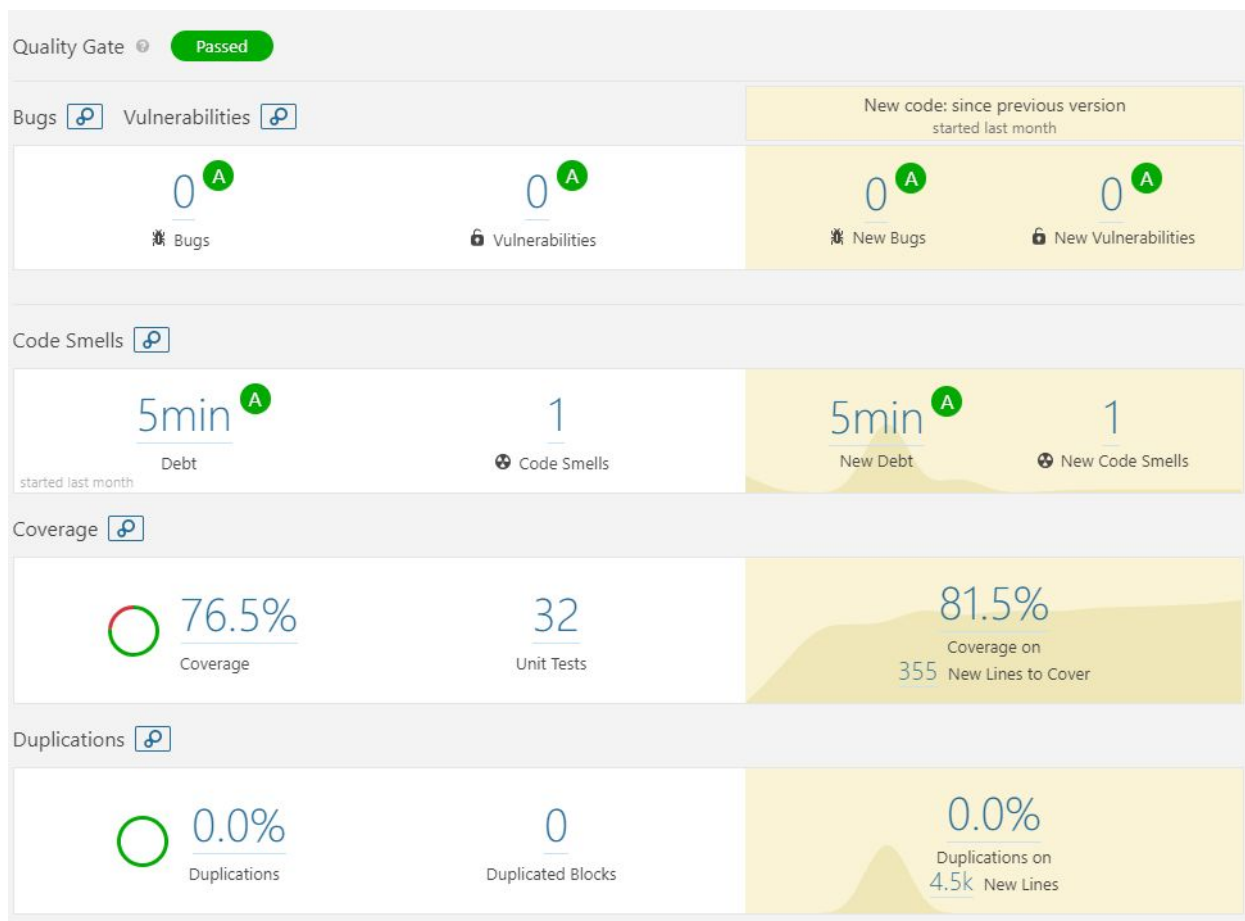 Quality Gate ? Passed
Bugs Vulnerabilities
New code: since previous version
started last month
0 A 0 A 0 A 0 A
Bugs Vulnerabilities New Bugs New Vulnerabilities
Code Smells
5min A 1 5min A 1
Debt Code Smells New Debt New Code Smells
started last month
Coverage
76.5% 32 81.5%
Coverage Unit Tests Coverage on
355 New Lines to Cover
Duplications
0.0% 0 0.0%
Duplications Duplicated Blocks Duplications on
4.5k New Lines